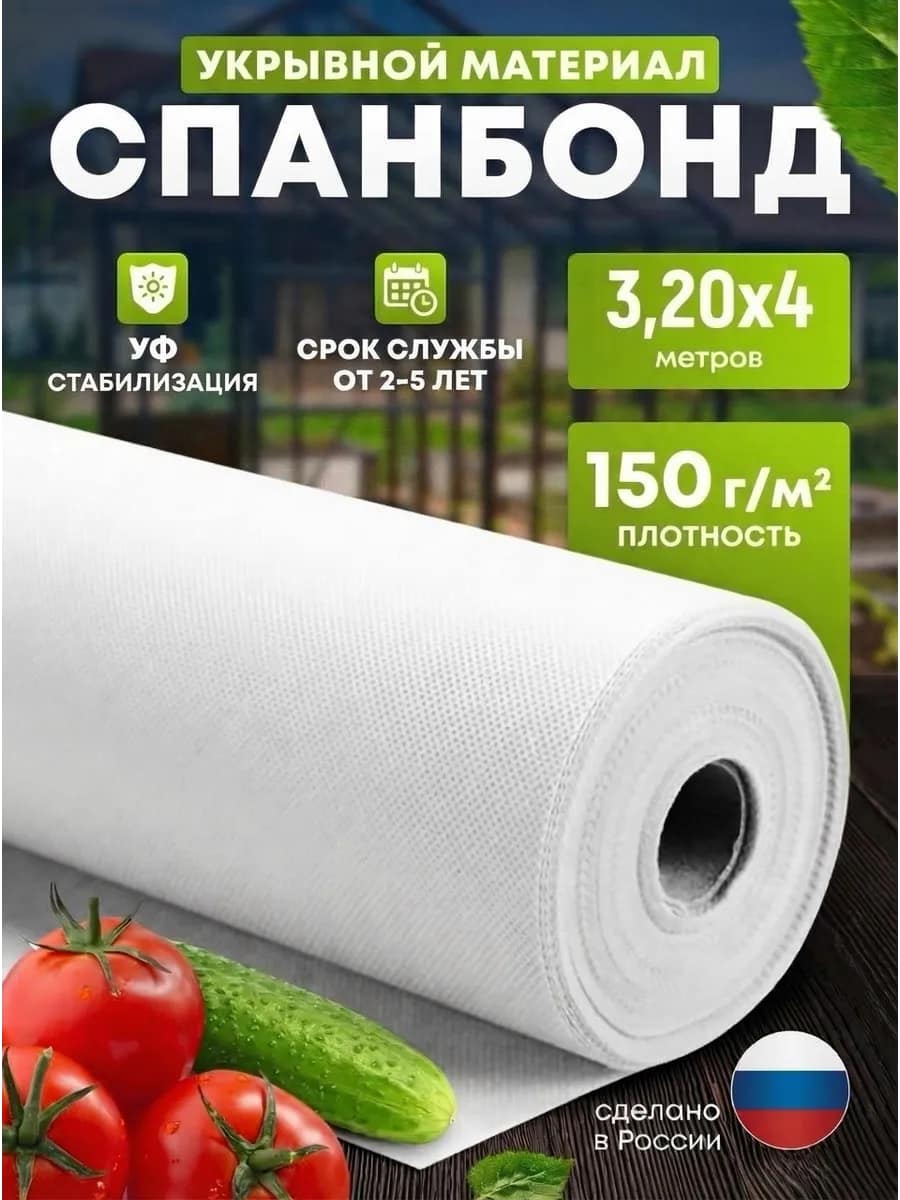 УКРЫВНОЙ МАТЕРИАЛ
СПАНБОНД
УФ
СТАБИЛИЗАЦИЯ
СРОК СЛУЖБЫ
ОТ 2-5 ЛЕТ
3,20х4
метров
150 г/м²
ПЛОТНОСТЬ
сделано
в России